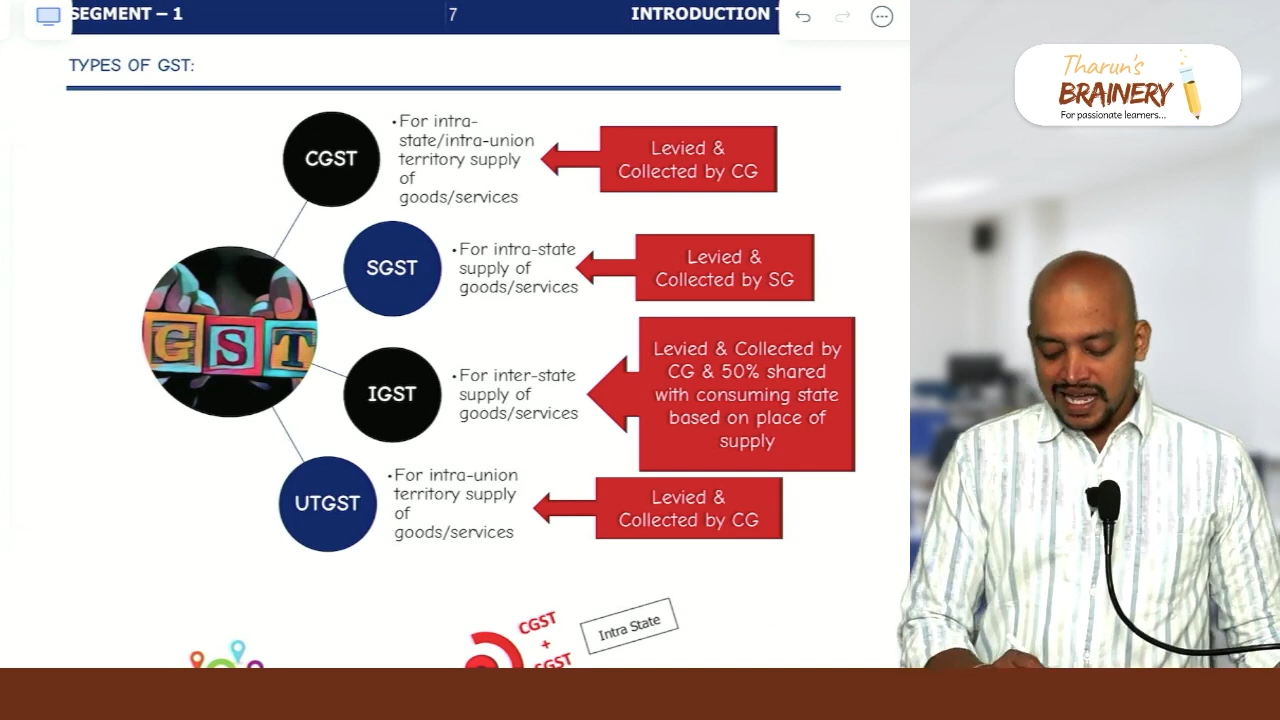 SEGMENT – 1
7
INTRODUCTION
TYPES OF GST:
CGST
•For intra-
state/intra-union
territory supply
of
goods/services
Levied &
Collected by CG
SGST
•For intra-state
supply of
goods/services
Levied &
Collected by SG
GST
IGST
•For inter-state
supply of
goods/services
Levied & Collected by
CG & 50% shared
with consuming state
based on place of
supply
UTGST
•For intra-union
territory supply
of
goods/services
Levied &
Collected by CG
CGST
+
Intra State
Tharun's
BRAINERY
For passionate learners...